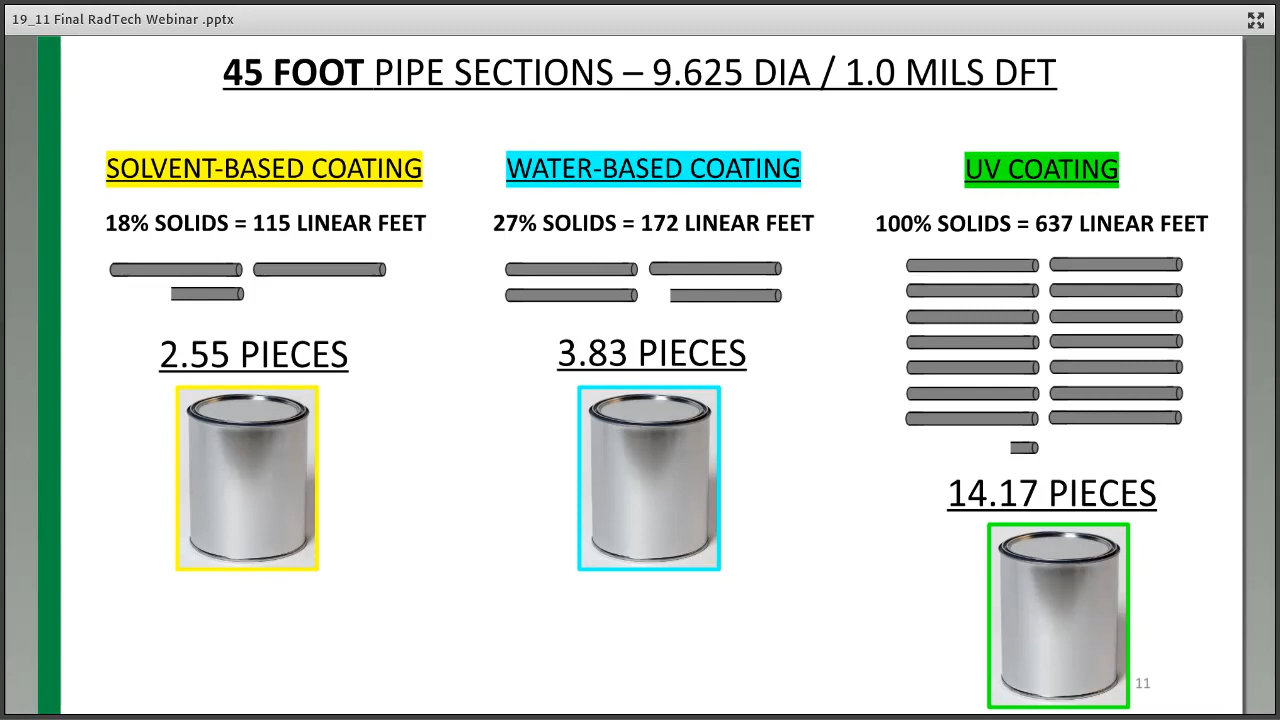 19_11 Final RadTech Webinar .pptx
45 FOOT PIPE SECTIONS – 9.625 DIA / 1.0 MILS DFT
SOLVENT-BASED COATING
18% SOLIDS = 115 LINEAR FEET
2.55 PIECES
WATER-BASED COATING
27% SOLIDS = 172 LINEAR FEET
3.83 PIECES
UV COATING
100% SOLIDS = 637 LINEAR FEET
14.17 PIECES
11